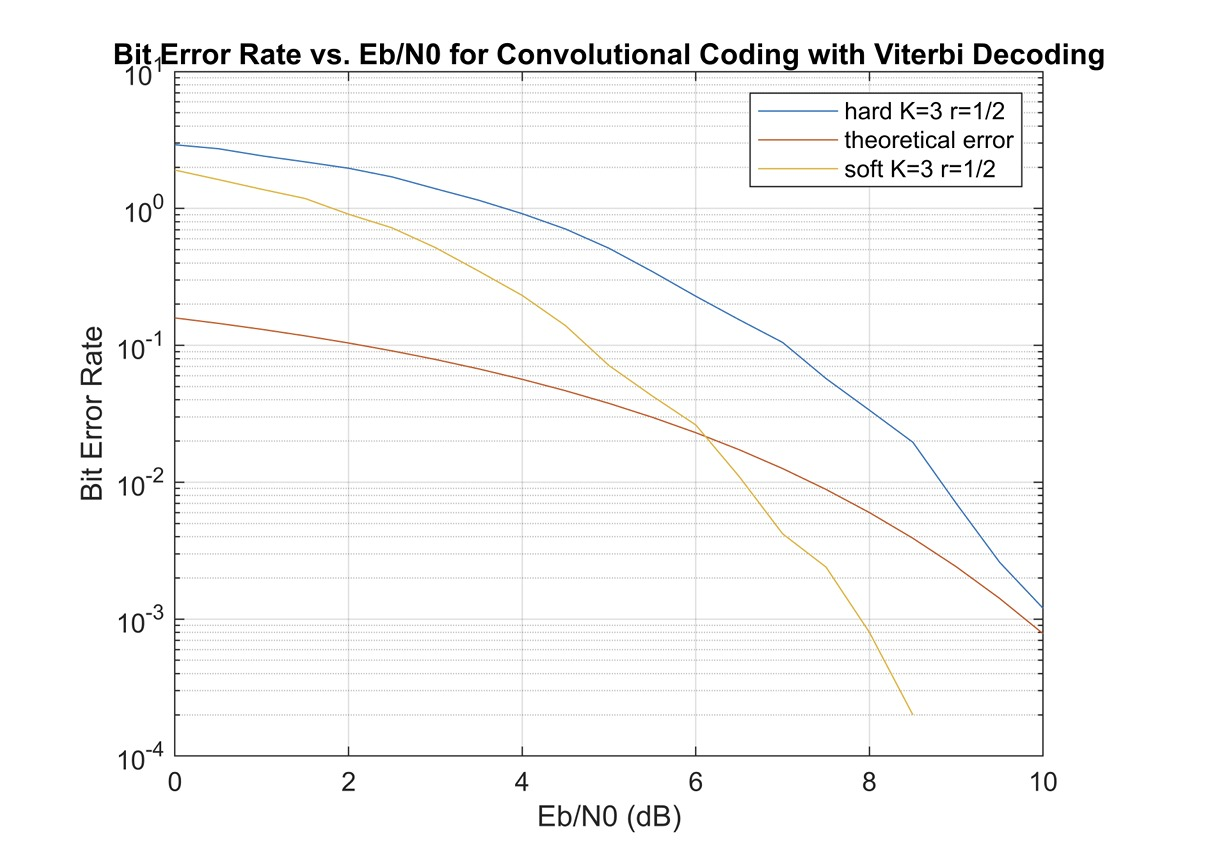 Bit Error Rate vs. Eb/N0 for Convolutional Coding with Viterbi Decoding
10^1
hard K=3 r=1/2
theoretical error
soft K=3 r=1/2
10^0
10^-1
Bit Error Rate
10^-2
10^-3
10^-4
0 2 4 6 8 10
Eb/N0 (dB)